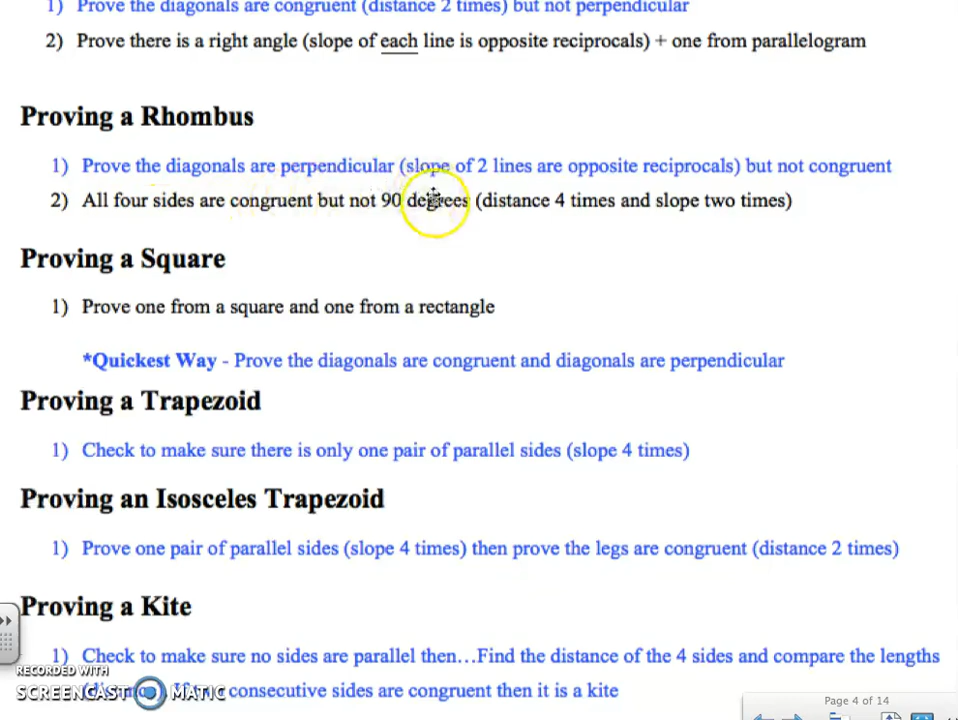 1) Prove the diagonals are congruent (distance 2 times) but not perpendicular
2) Prove there is a right angle (slope of each line is opposite reciprocals) + one from parallelogram
Proving a Rhombus
1) Prove the diagonals are perpendicular (slope of 2 lines are opposite reciprocals) but not congruent
2) All four sides are congruent but not 90 degrees (distance 4 times and slope two times)
Proving a Square
1) Prove one from a square and one from a rectangle
*Quickest Way - Prove the diagonals are congruent and diagonals are perpendicular
Proving a Trapezoid
1) Check to make sure there is only one pair of parallel sides (slope 4 times)
Proving an Isosceles Trapezoid
1) Prove one pair of parallel sides (slope 4 times) then prove the legs are congruent (distance 2 times)
Proving a Kite
1) Check to make sure no sides are parallel then…Find the distance of the 4 sides and compare the lengths
consecutive sides are congruent then it is a kite
RECORDED WITH
SCREENCAST MATIC
Page 4 of 14